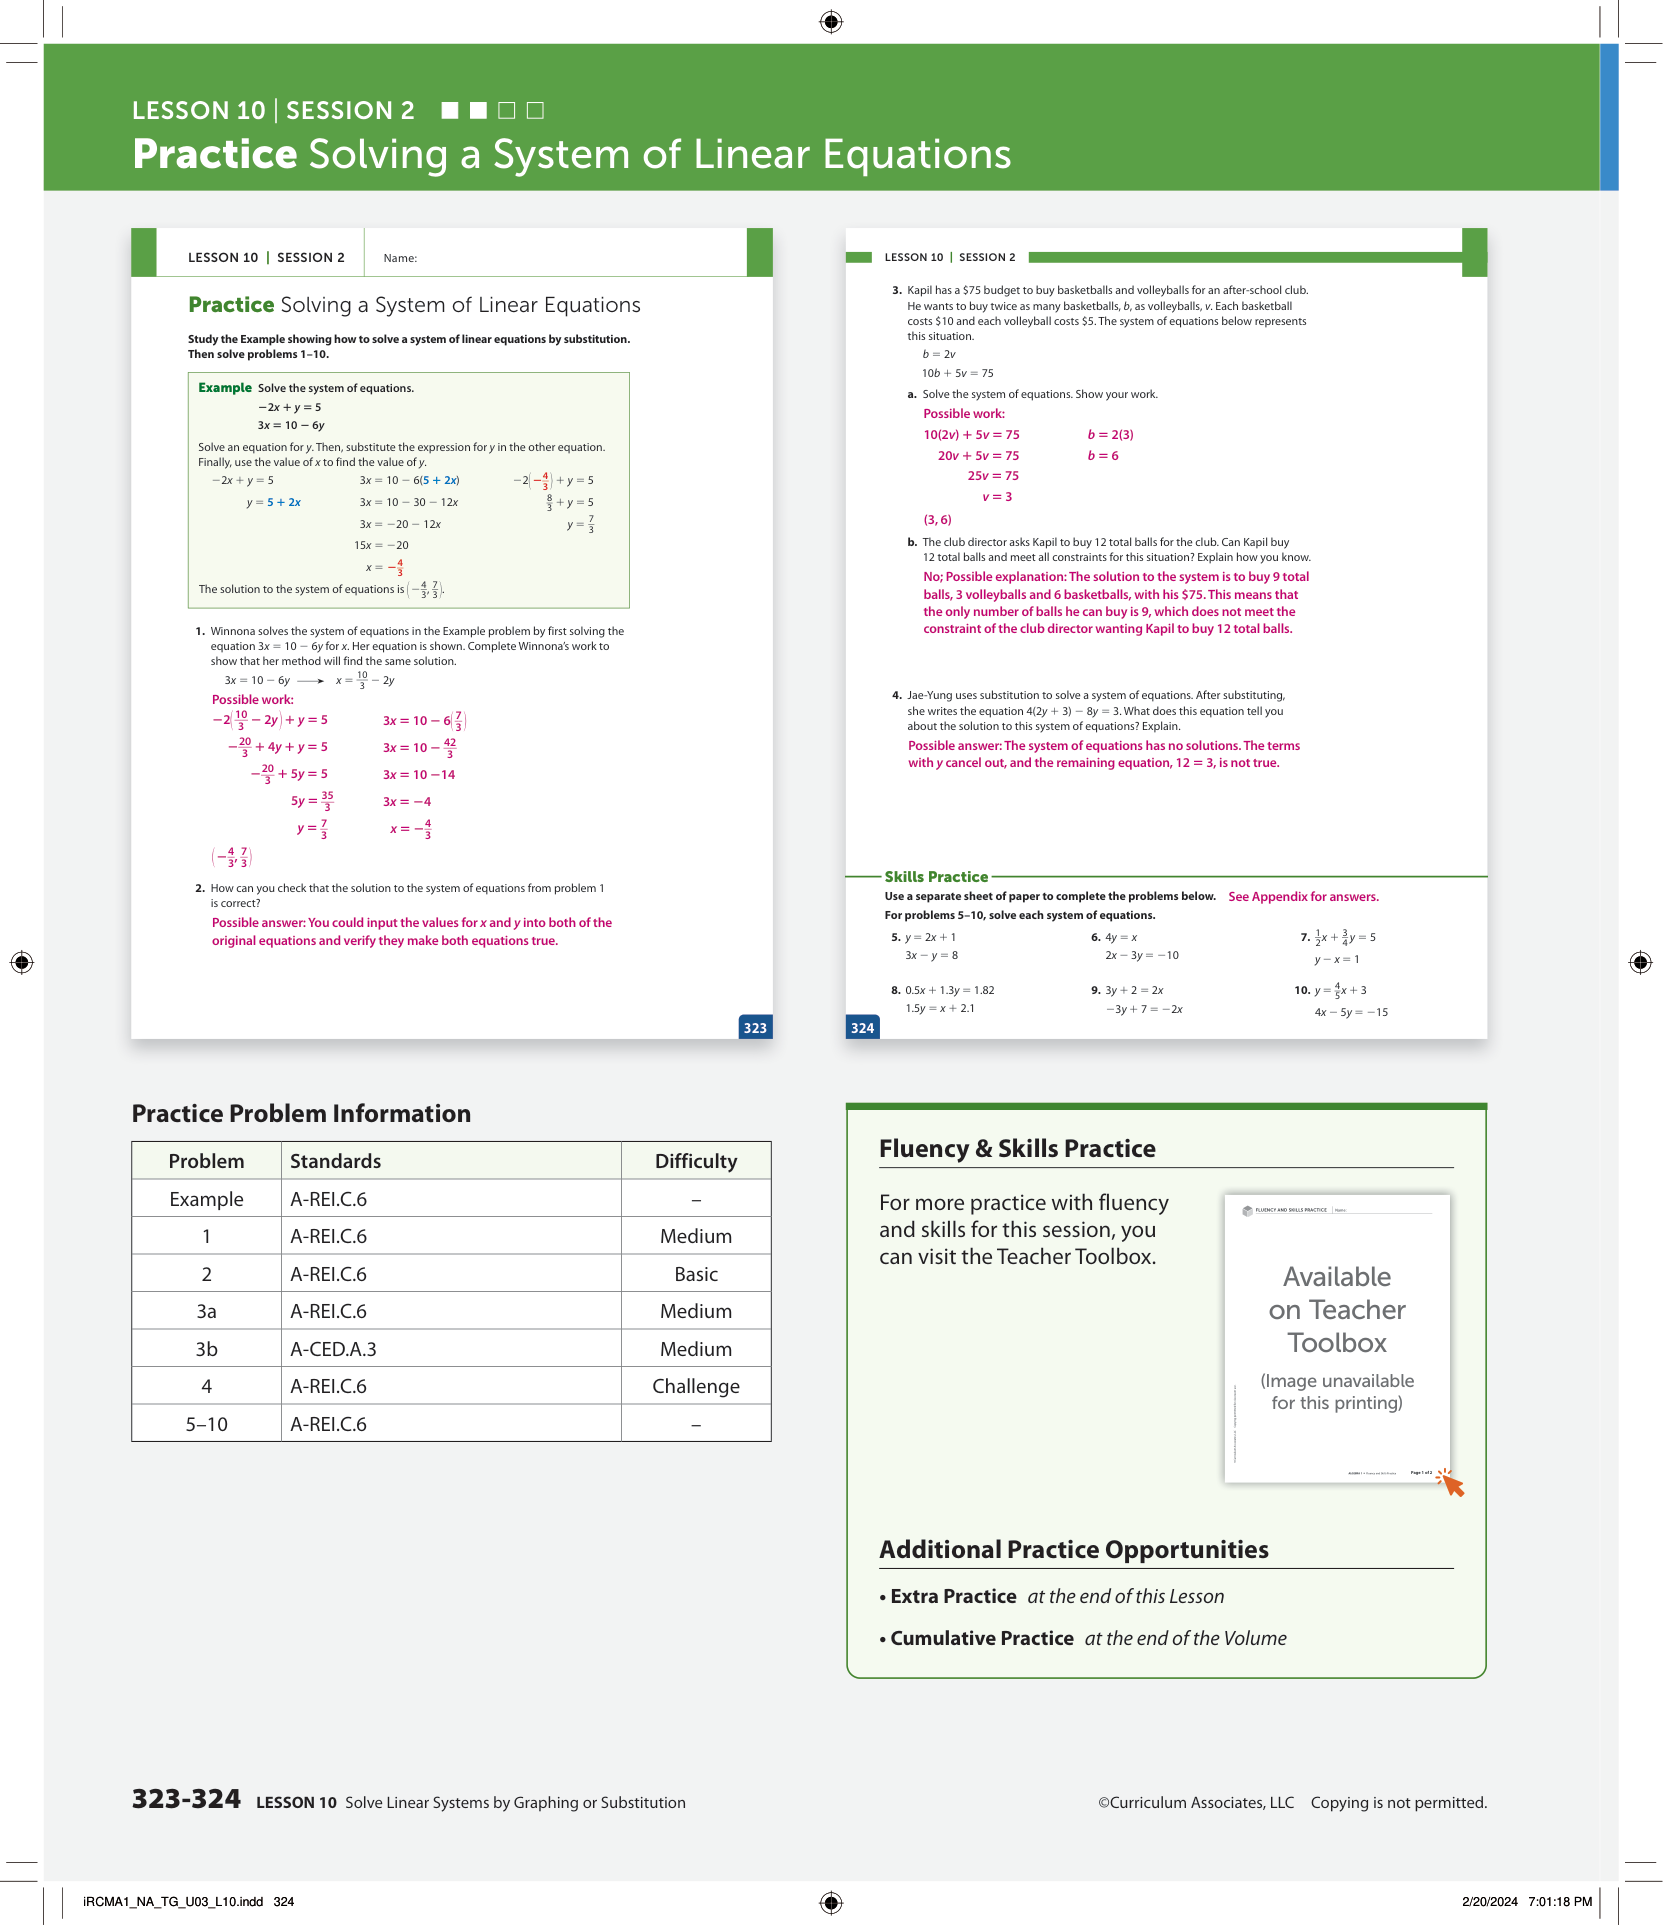 LESSON 10 | SESSION 2
Practice Solving a System of Linear Equations
LESSON 10 | SESSION 2 Name:
Practice Solving a System of Linear Equations
Study the Example showing how to solve a system of linear equations by substitution.
Then solve problems 1–10.
Example Solve the system of equations.
−2x + y = 5
3x = 10 − 6y
Solve an equation for y. Then, substitute the expression for y in the other equation.
Finally, use the value of x to find the value of y.
−2x + y = 5 3x = 10 − 6(5 + 2x) −2(−4/3) + y = 5
y = 5 + 2x 3x = 10 − 30 − 12x 8/3 + y = 5
3x = −20 − 12x y = 7/3
15x = −20
x = −4/3
The solution to the system of equations is (−4/3, 7/3).
1. Winnona solves the system of equations in the Example problem by first solving the
equation 3x = 10 − 6y for x. Her equation is shown. Complete Winnona's work to
show that her method will find the same solution.
3x = 10 − 6y ⟶ x = 10/3 − 2y
Possible work:
−2(10/3 − 2y) + y = 5 3x = 10 − 6(7/3)
−20/3 + 4y + y = 5 3x = 10 − 42/3
−20/3 + 5y = 5 3x = 10 −14
5y = 35/3 3x = −4
y = 7/3 x = −4/3
(−4/3, 7/3)
2. How can you check that the solution to the system of equations from problem 1
is correct?
Possible answer: You could input the values for x and y into both of the
original equations and verify they make both equations true.
323
LESSON 10 | SESSION 2
3. Kapil has a $75 budget to buy basketballs and volleyballs for an after-school club.
He wants to buy twice as many basketballs, b, as volleyballs, v. Each basketball
costs $10 and each volleyball costs $5. The system of equations below represents
this situation.
b = 2v
10b + 5v = 75
a. Solve the system of equations. Show your work.
Possible work:
10(2v) + 5v = 75 b = 2(3)
20v + 5v = 75 b = 6
25v = 75
v = 3
(3, 6)
b. The club director asks Kapil to buy 12 total balls for the club. Can Kapil buy
12 total balls and meet all constraints for this situation? Explain how you know.
No; Possible explanation: The solution to the system is to buy 9 total
balls, 3 volleyballs and 6 basketballs, with his $75. This means that
the only number of balls he can buy is 9, which does not meet the
constraint of the club director wanting Kapil to buy 12 total balls.
4. Jae-Yung uses substitution to solve a system of equations. After substituting,
she writes the equation 4(2y + 3) − 8y = 3. What does this equation tell you
about the solution to this system of equations? Explain.
Possible answer: The system of equations has no solutions. The terms
with y cancel out, and the remaining equation, 12 = 3, is not true.
Skills Practice
Use a separate sheet of paper to complete the problems below. See Appendix for answers.
For problems 5–10, solve each system of equations.
5. y = 2x + 1 6. 4y = x 7. 1/2x + 3/4y = 5
3x − y = 8 2x − 3y = −10 y − x = 1
8. 0.5x + 1.3y = 1.82 9. 3y + 2 = 2x 10. y = 4/5x + 3
1.5y = x + 2.1 −3y + 7 = −2x 4x − 5y = −15
324
Practice Problem Information
Problem Standards Difficulty
Example A-REI.C.6 –
1 A-REI.C.6 Medium
2 A-REI.C.6 Basic
3a A-REI.C.6 Medium
3b A-CED.A.3 Medium
4 A-REI.C.6 Challenge
5–10 A-REI.C.6 –
Fluency & Skills Practice
For more practice with fluency
and skills for this session, you
can visit the Teacher Toolbox.
FLUENCY AND SKILLS PRACTICE | Name
Available
on Teacher
Toolbox
(Image unavailable
for this printing)
Page 1 of 2
Additional Practice Opportunities
• Extra Practice at the end of this Lesson
• Cumulative Practice at the end of the Volume
323-324 LESSON 10 Solve Linear Systems by Graphing or Substitution
©Curriculum Associates, LLC Copying is not permitted.
iRCMA1_NA_TG_U03_L10.indd 324
2/20/2024 7:01:18 PM